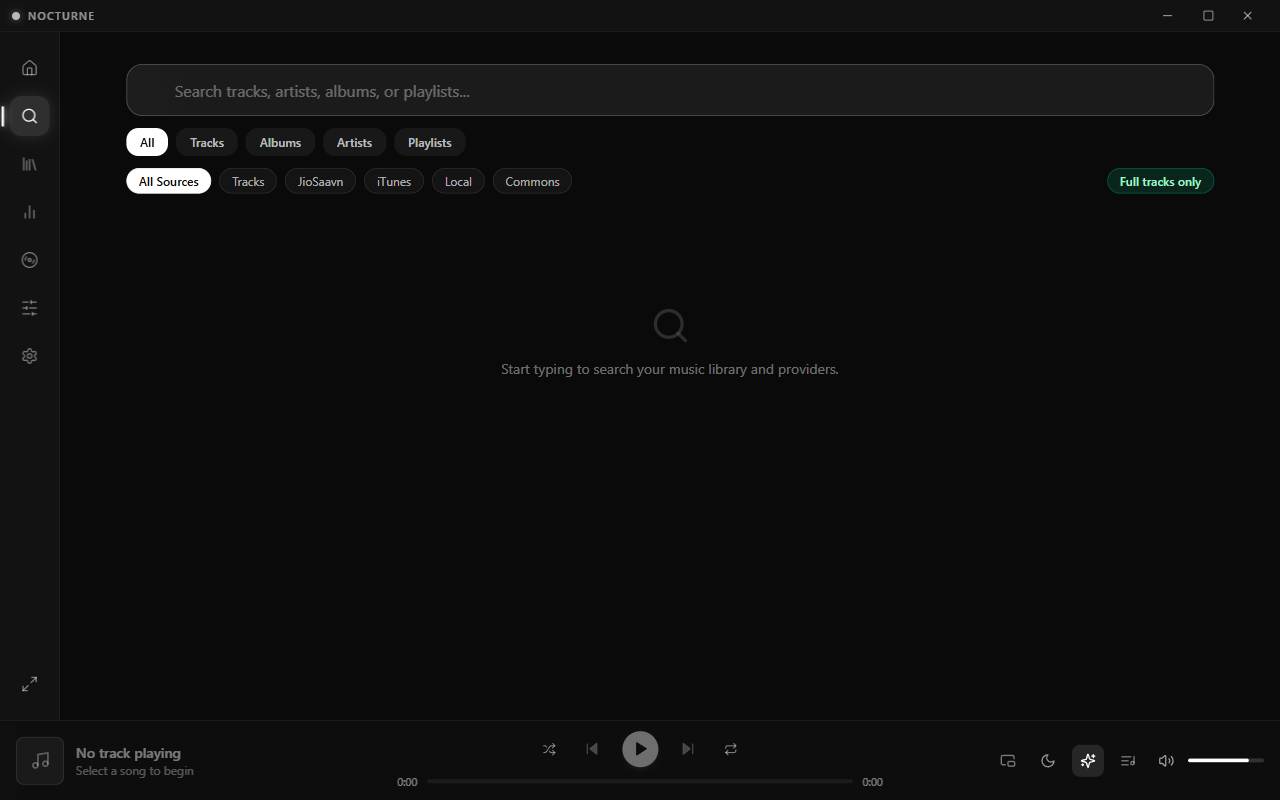 NOCTURNE
Search tracks, artists, albums, or playlists...
All Tracks Albums Artists Playlists
All Sources Tracks JioSaavn iTunes Local Commons Full tracks only
Start typing to search your music library and providers.
No track playing
Select a song to begin
0:00 0:00